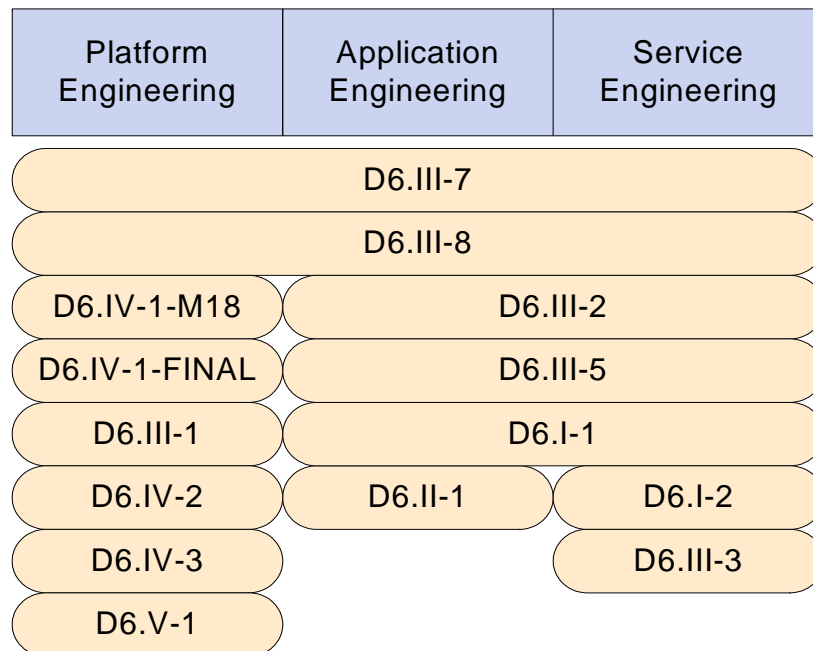 Platform
Engineering
Application
Engineering
Service
Engineering
D6.III-7
D6.III-8
D6.IV-1-M18
D6.III-2
D6.IV-1-FINAL
D6.III-5
D6.III-1
D6.I-1
D6.IV-2
D6.II-1
D6.I-2
D6.IV-3
D6.III-3
D6.V-1